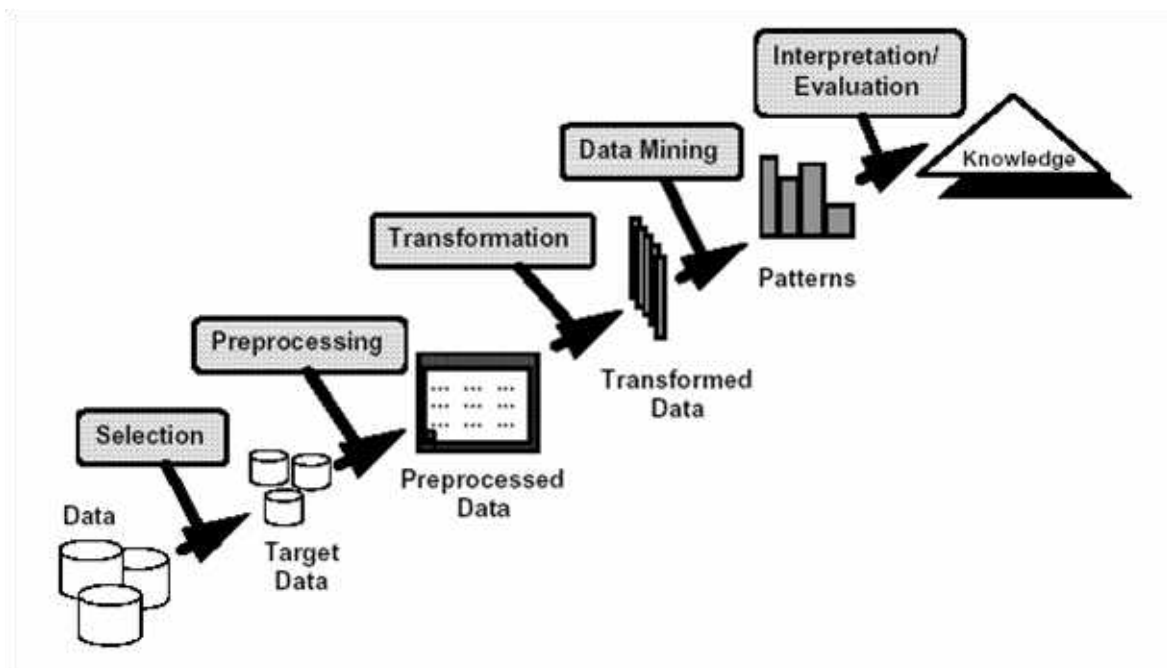 Interpretation/
Evaluation
Knowledge
Data Mining
Patterns
Transformation
Transformed
Data
Preprocessing
Preprocessed
Data
Selection
Target
Data
Data